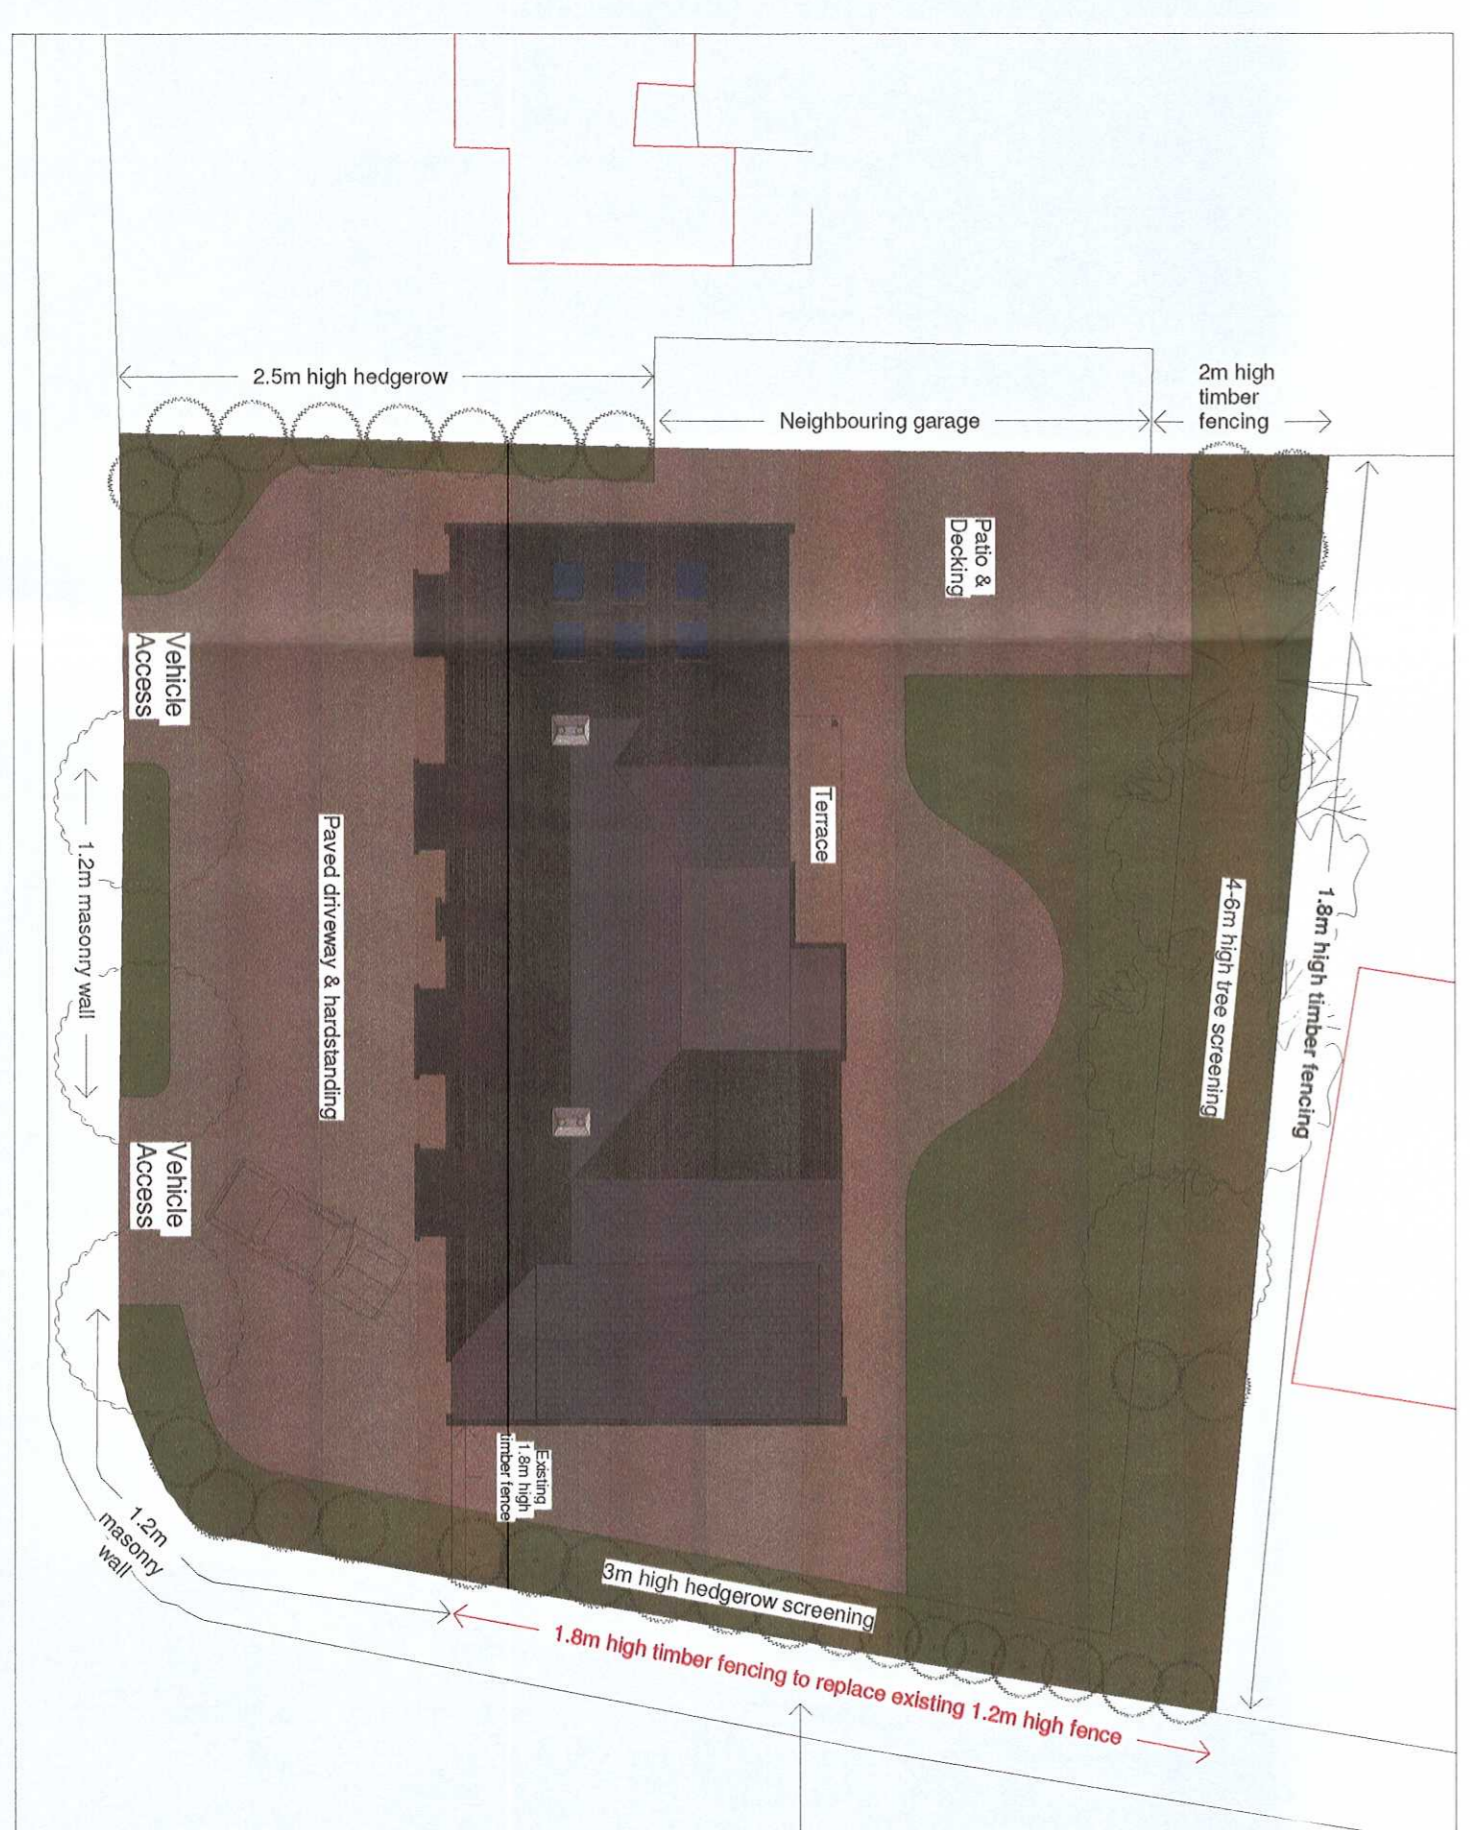 2.5m high hedgerow
Neighbouring garage
2m high
timber
fencing
Patio &
Decking
Vehicle
Access
Terrace
1.2m masonry wall
Paved driveway & hardstanding
4-6m high tree screening
1.8m high timber fencing
Vehicle
Access
Existing
1.8m high
timber fence
1.2m
masonry
wall
3m high hedgerow screening
1.8m high timber fencing to replace existing 1.2m high fence